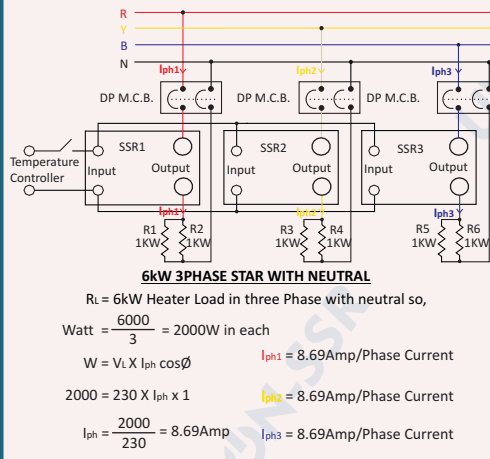 R
Y
B
N
Iph1 Iph2 Iph3
DP M.C.B. DP M.C.B. DP M.C.B.
SSR1 SSR2 SSR3
Temperature
Controller
Input Output Input Output Input Output
Iph1 Iph2 Iph3
R1 R2 R3 R4 R5 R6
1KW 1KW 1KW 1KW 1KW 1KW
6kW 3PHASE STAR WITH NEUTRAL
RL = 6kW Heater Load in three Phase with neutral so,
Watt = 6000/3 = 2000W in each
W = VL X Iph cosØ
Iph1 = 8.69Amp/Phase Current
2000 = 230 X Iph x 1
Iph2 = 8.69Amp/Phase Current
Iph = 2000/230 = 8.69Amp
Iph3 = 8.69Amp/Phase Current